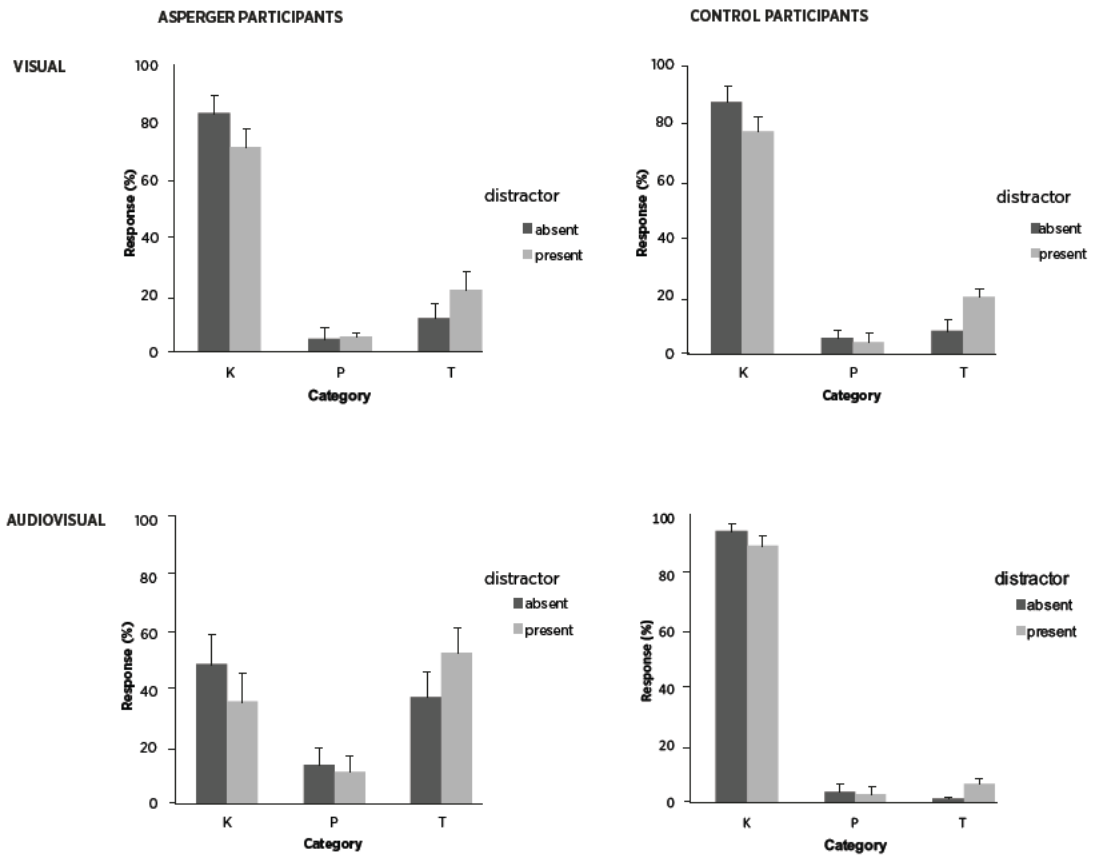 ASPERGER PARTICIPANTS
CONTROL PARTICIPANTS
VISUAL
100
80
60
40
20
0
Response (%)
K P T
Category
distractor
absent
present
100
80
60
40
20
0
Response (%)
K P T
Category
distractor
absent
present
AUDIOVISUAL
100
80
60
40
20
0
Response (%)
K P T
Category
distractor
absent
present
100
80
60
40
20
0
Response (%)
K P T
Category
distractor
absent
present